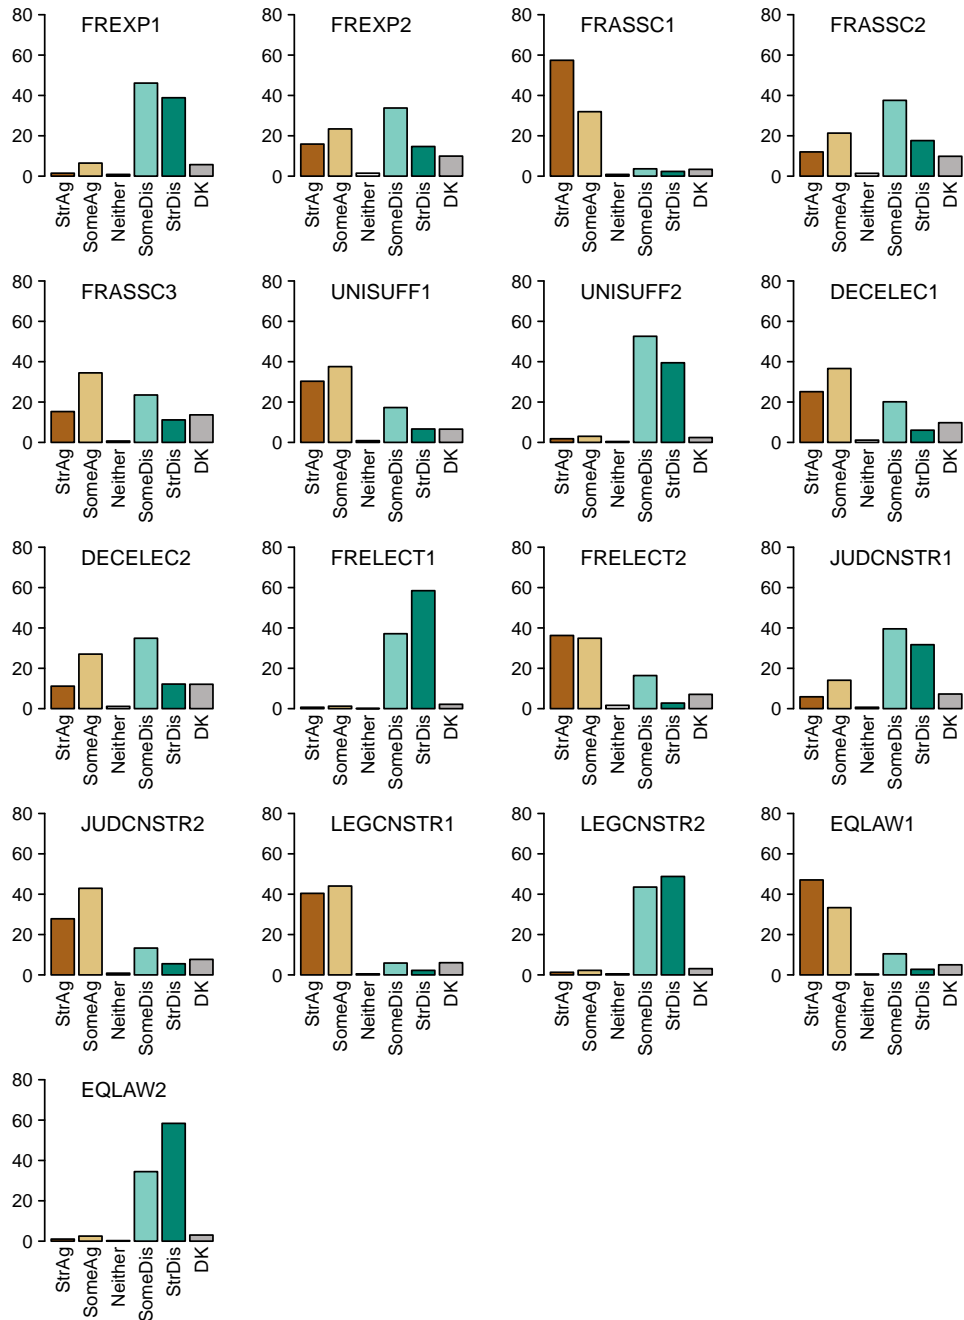 FREXP1
80
60
40
20
0
StrAg
SomeAg
Neither
SomeDis
StrDis
DK
FREXP2
80
60
40
20
0
StrAg
SomeAg
Neither
SomeDis
StrDis
DK
FRASSC1
80
60
40
20
0
StrAg
SomeAg
Neither
SomeDis
StrDis
DK
FRASSC2
80
60
40
20
0
StrAg
SomeAg
Neither
SomeDis
StrDis
DK
FRASSC3
80
60
40
20
0
StrAg
SomeAg
Neither
SomeDis
StrDis
DK
UNISUFF1
80
60
40
20
0
StrAg
SomeAg
Neither
SomeDis
StrDis
DK
UNISUFF2
80
60
40
20
0
StrAg
SomeAg
Neither
SomeDis
StrDis
DK
DECELEC1
80
60
40
20
0
StrAg
SomeAg
Neither
SomeDis
StrDis
DK
DECELEC2
80
60
40
20
0
StrAg
SomeAg
Neither
SomeDis
StrDis
DK
FRELECT1
80
60
40
20
0
StrAg
SomeAg
Neither
SomeDis
StrDis
DK
FRELECT2
80
60
40
20
0
StrAg
SomeAg
Neither
SomeDis
StrDis
DK
JUDCNSTR1
80
60
40
20
0
StrAg
SomeAg
Neither
SomeDis
StrDis
DK
JUDCNSTR2
80
60
40
20
0
StrAg
SomeAg
Neither
SomeDis
StrDis
DK
LEGCNSTR1
80
60
40
20
0
StrAg
SomeAg
Neither
SomeDis
StrDis
DK
LEGCNSTR2
80
60
40
20
0
StrAg
SomeAg
Neither
SomeDis
StrDis
DK
EQLAW1
80
60
40
20
0
StrAg
SomeAg
Neither
SomeDis
StrDis
DK
EQLAW2
80
60
40
20
0
StrAg
SomeAg
Neither
SomeDis
StrDis
DK